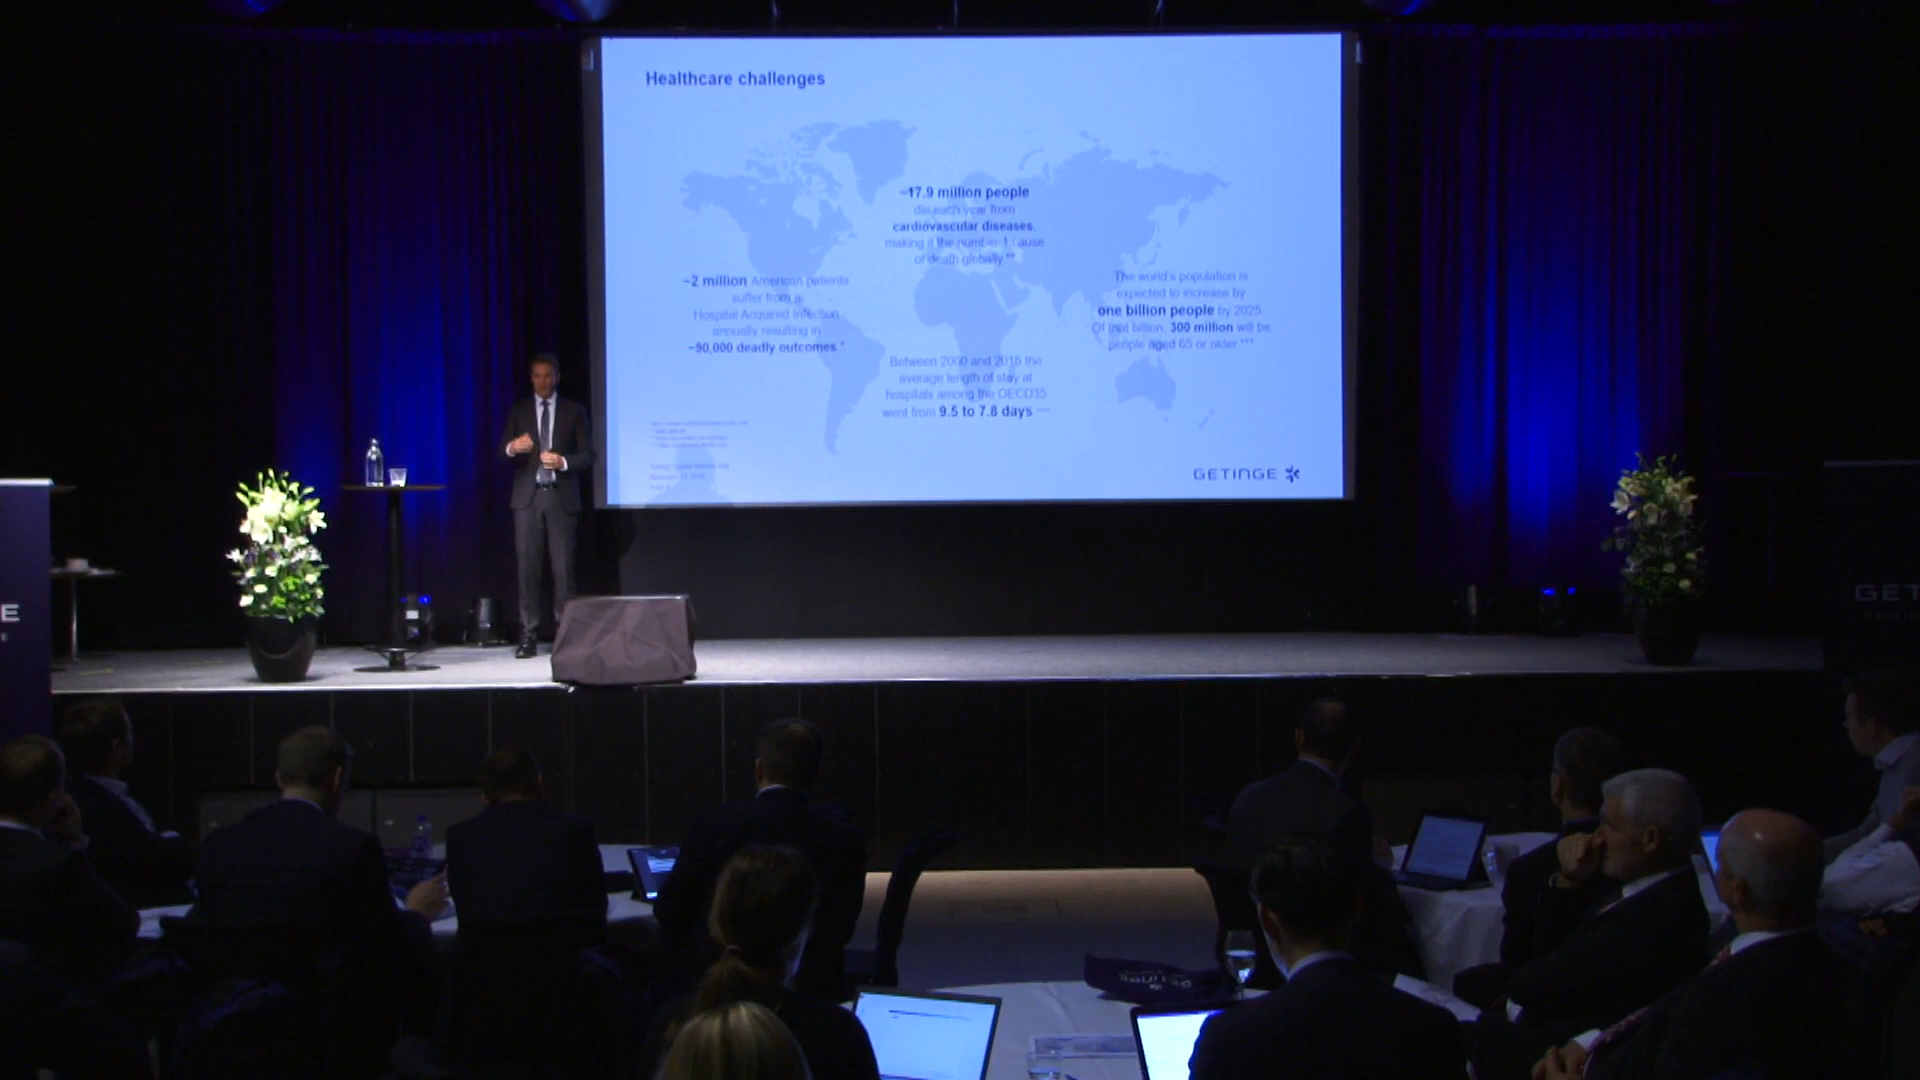 Healthcare challenges
~17.9 million people
die each year from
cardiovascular diseases,
making it the number 1 cause
of death globally.**
~2 million American patients
suffer from a
Hospital Acquired Infection
annually resulting in
~90,000 deadly outcomes.*
The world's population is
expected to increase by
one billion people by 2025.
Of that billion, 300 million will be
people aged 65 or older.***
Between 2000 and 2015 the
average length of stay at
hospitals among the OECD35
went from 9.5 to 7.8 days
GETINGE
E
E
GET